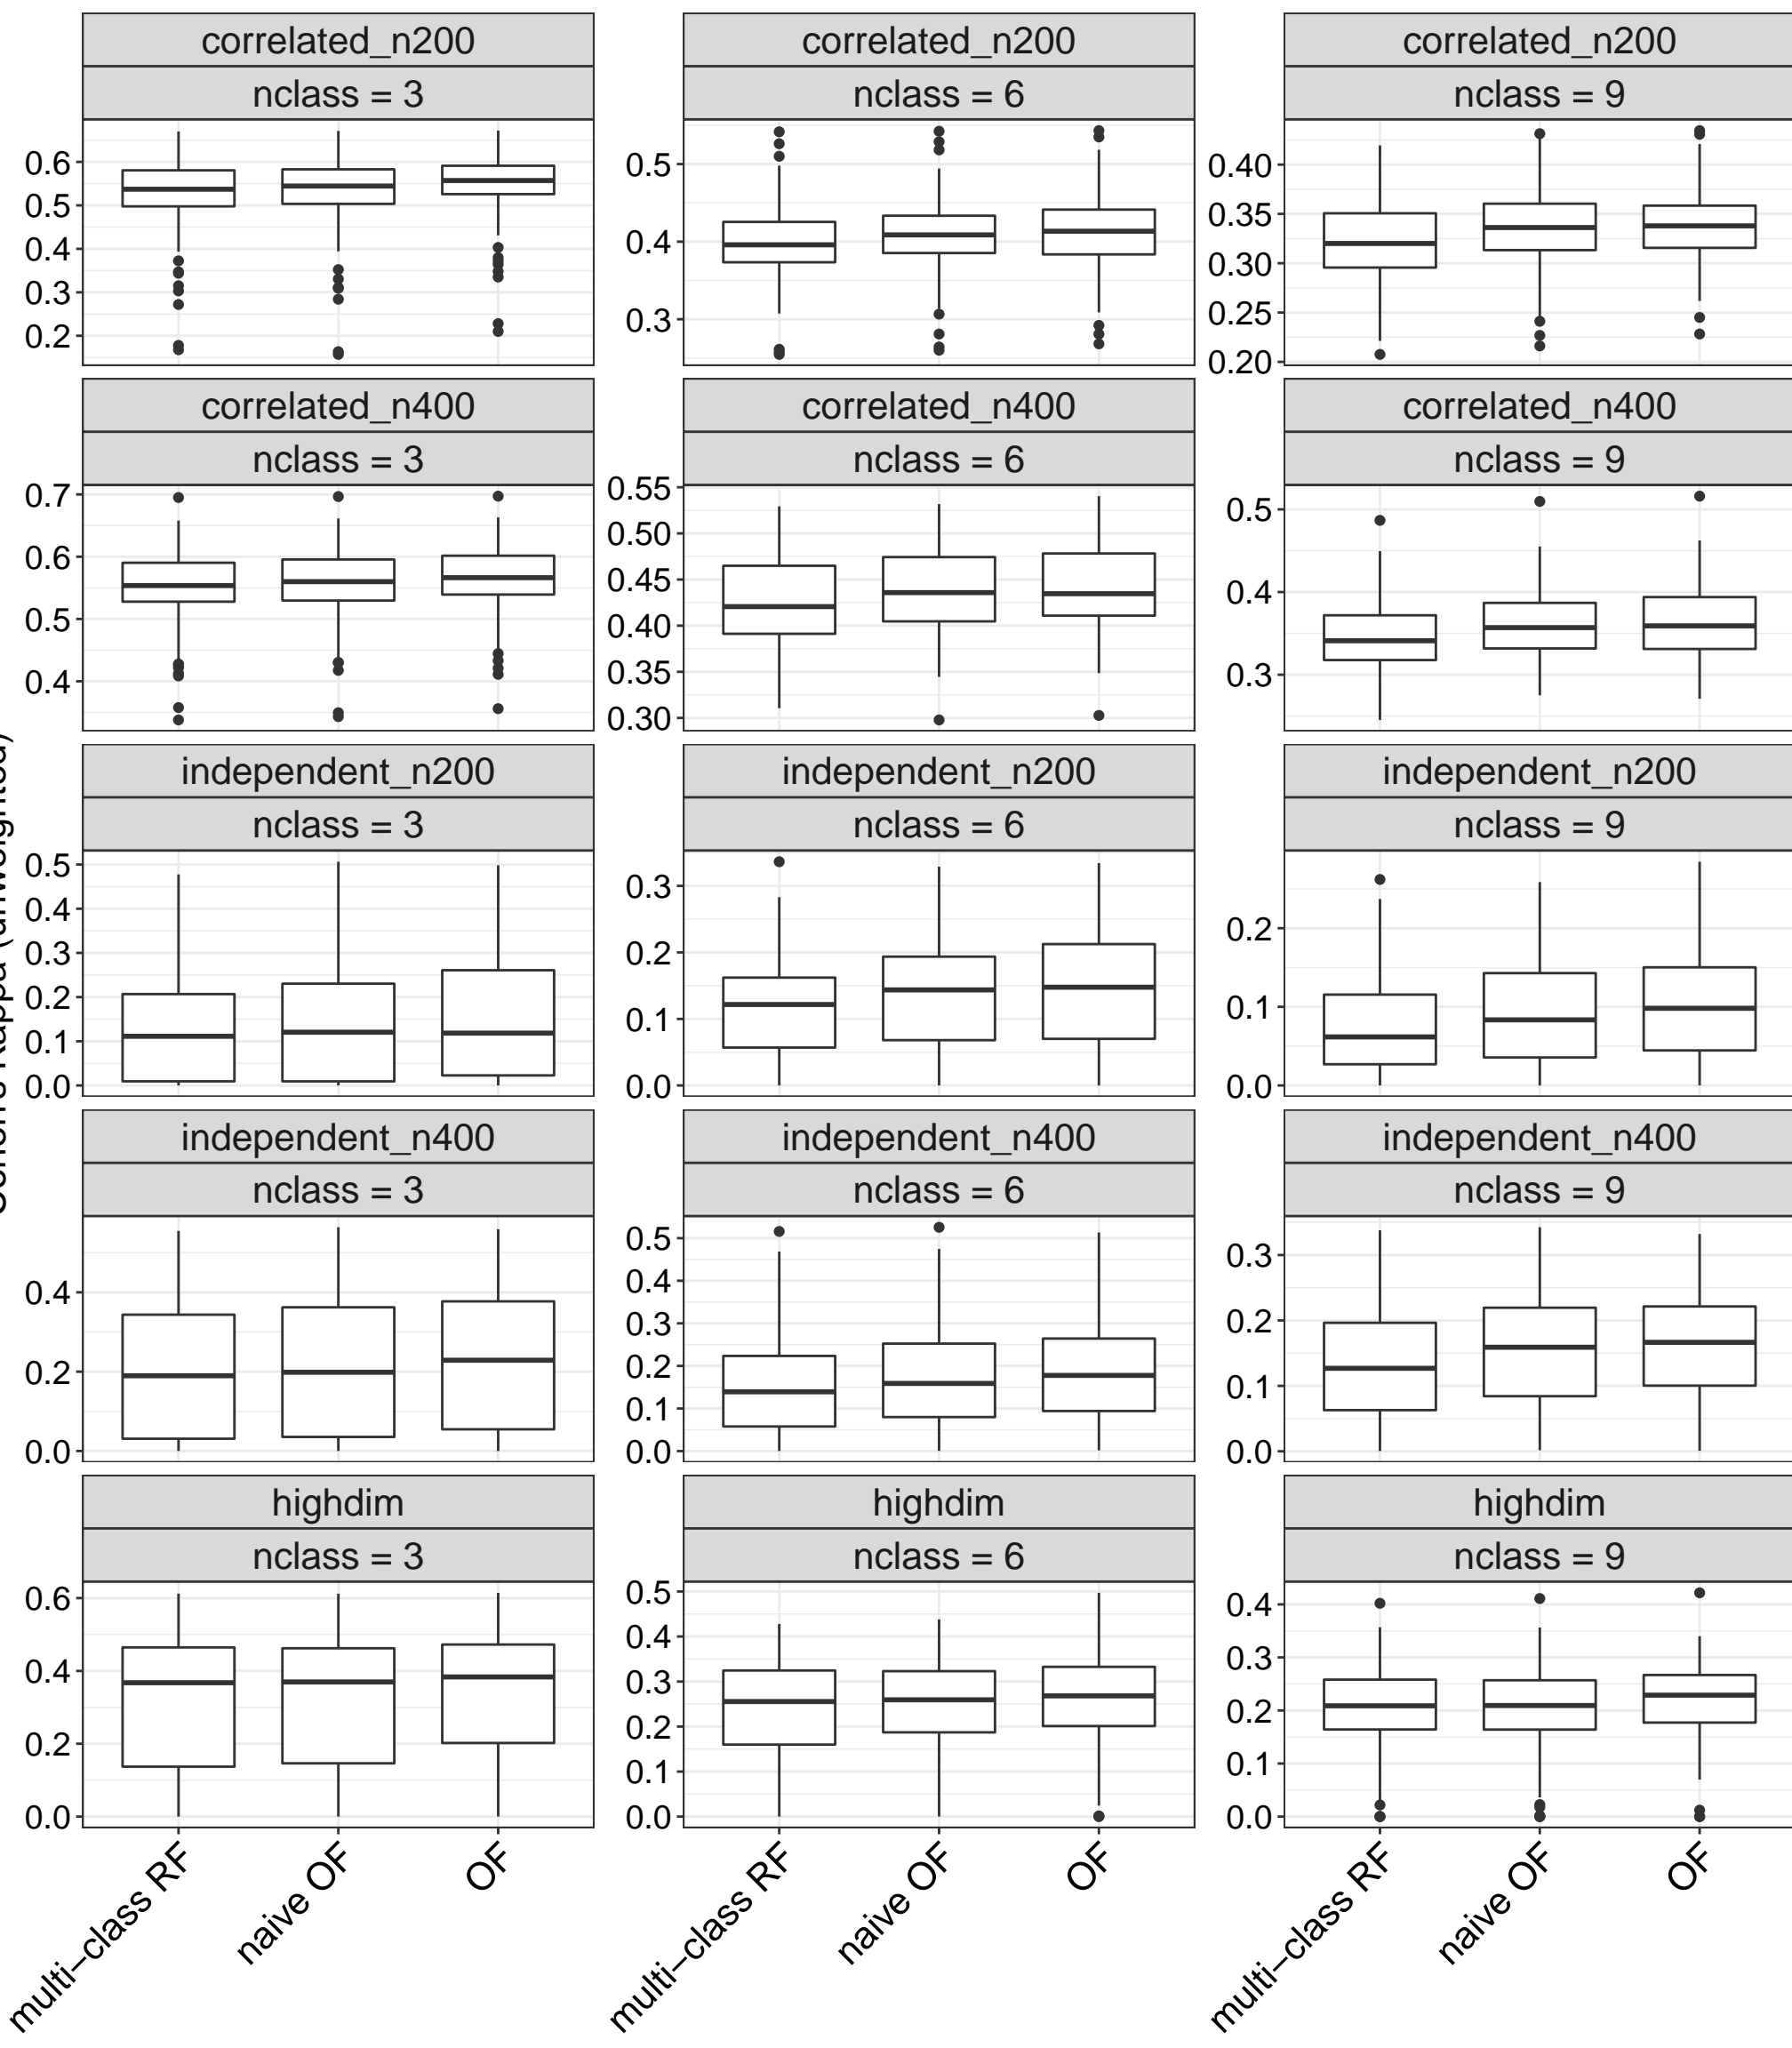 correlated_n200
correlated_n200
correlated_n200
nclass = 3
nclass = 6
nclass = 9
0.6
0.5
0.4
0.3
0.2
0.5
0.4
0.3
0.40
0.35
0.30
0.25
0.20
correlated_n400
correlated_n400
correlated_n400
nclass = 3
nclass = 6
nclass = 9
0.7
0.6
0.5
0.4
0.55
0.50
0.45
0.40
0.35
0.30
0.5
0.4
0.3
independent_n200
independent_n200
independent_n200
nclass = 3
nclass = 6
nclass = 9
0.5
0.4
0.3
0.2
0.1
0.0
0.3
0.2
0.1
0.0
0.2
0.1
0.0
independent_n400
independent_n400
independent_n400
nclass = 3
nclass = 6
nclass = 9
0.4
0.2
0.0
0.5
0.4
0.3
0.2
0.1
0.0
0.3
0.2
0.1
0.0
highdim
highdim
highdim
nclass = 3
nclass = 6
nclass = 9
0.6
0.4
0.2
0.0
0.5
0.4
0.3
0.2
0.1
0.0
0.4
0.3
0.2
0.1
0.0
multi−class RF
naive OF
OF
multi−class RF
naive OF
OF
multi−class RF
naive OF
OF